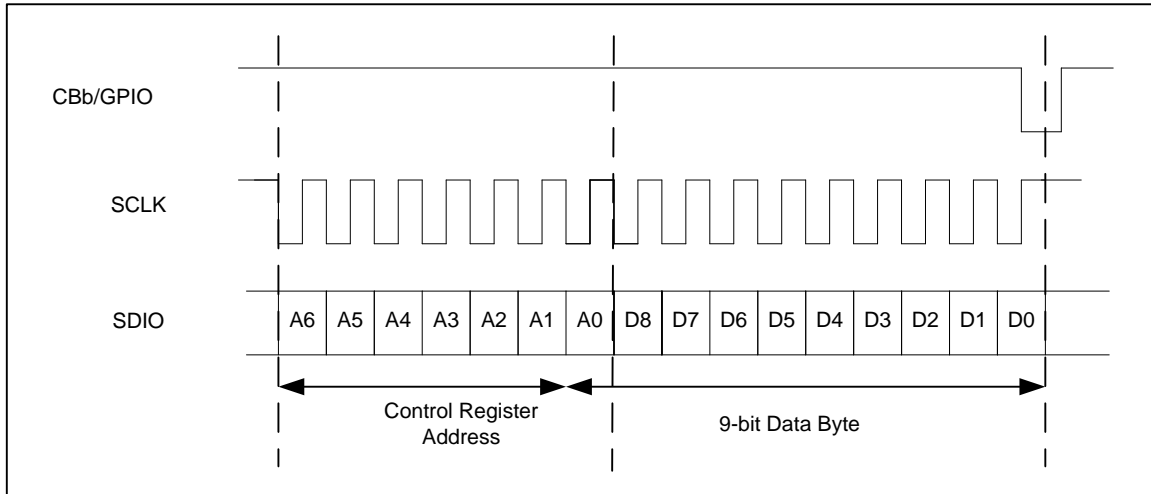 CBb/GPIO
SCLK
SDIO
A6 A5 A4 A3 A2 A1 A0 D8 D7 D6 D5 D4 D3 D2 D1 D0
Control Register
Address
9-bit Data Byte